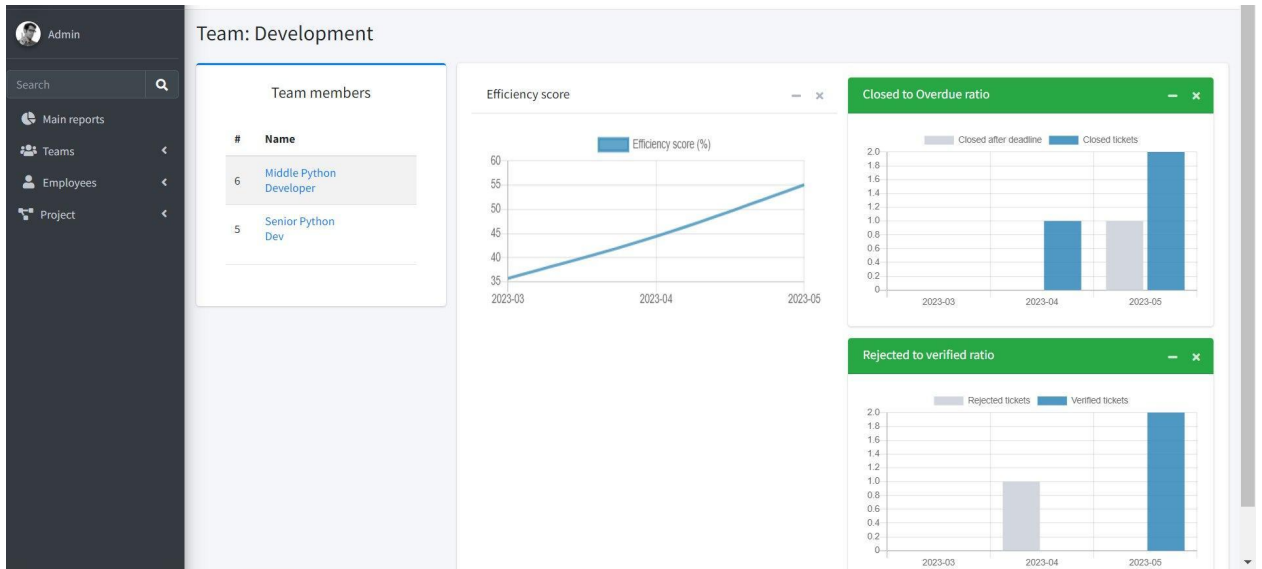 Admin
Search
Main reports
Teams
Employees
Project
Team: Development
Team members
# Name
6 Middle Python
Developer
5 Senior Python
Dev
Efficiency score
Efficiency score (%)
60
55
50
45
40
35
2023-03 2023-04 2023-05
Closed to Overdue ratio
Closed after deadline Closed tickets
2.0
1.8
1.6
1.4
1.2
1.0
0.8
0.6
0.4
0.2
0
2023-03 2023-04 2023-05
Rejected to verified ratio
Rejected tickets Verified tickets
2.0
1.8
1.6
1.4
1.2
1.0
0.8
0.6
0.4
0.2
0
2023-03 2023-04 2023-05